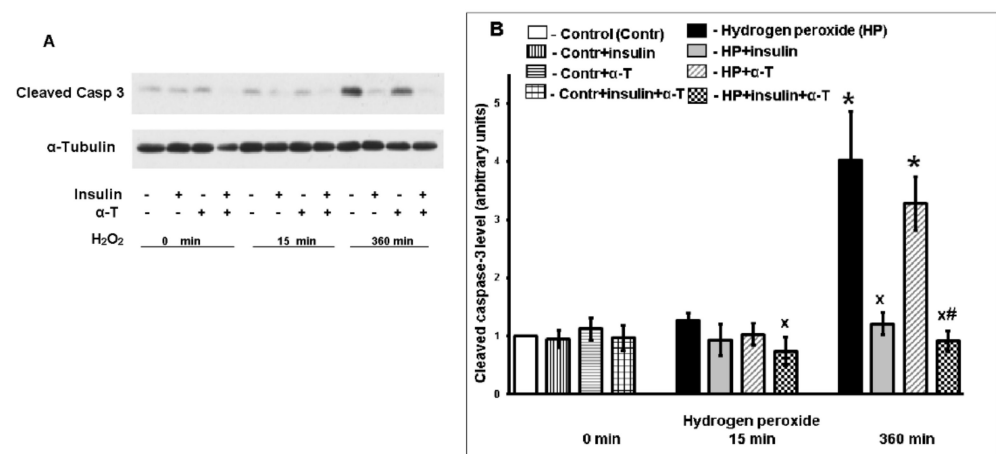 A
Cleaved Casp 3
α-Tubulin
Insulin - + - + - + - + - + - +
α-T - - + + - - + + - - + +
H₂O₂ 0 min 15 min 360 min
B
- Control (Contr)
- Contr+insulin
- Contr+α-T
- Contr+insulin+α-T
- Hydrogen peroxide (HP)
- HP+insulin
- HP+α-T
- HP+insulin+α-T
Cleaved caspase-3 level (arbitrary units)
5
4
3
2
1
0
x
*
x
*
x#
Hydrogen peroxide
0 min 15 min 360 min